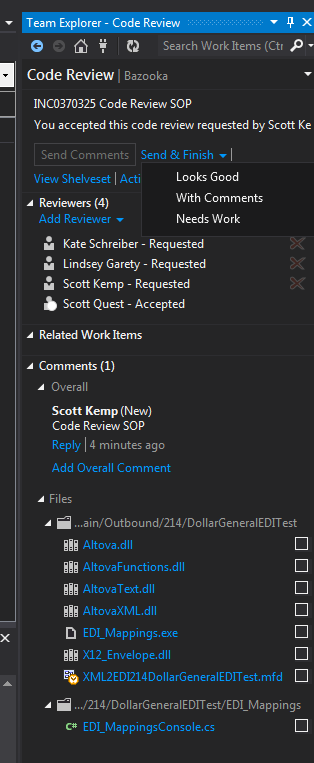 Team Explorer - Code Review
Search Work Items (Ctr
Code Review | Bazooka
INC0370325 Code Review SOP
You accepted this code review requested by Scott Ke
Send Comments Send & Finish
Looks Good
With Comments
Needs Work
View Shelveset | Acti
Reviewers (4)
Add Reviewer
Kate Schreiber - Requested
Lindsey Garety - Requested
Scott Kemp - Requested
Scott Quest - Accepted
Related Work Items
Comments (1)
Overall
Scott Kemp (New)
Code Review SOP
Reply | 4 minutes ago
Add Overall Comment
Files
...ain/Outbound/214/DollarGeneralEDITest
Altova.dll
AltovaFunctions.dll
AltovaText.dll
AltovaXML.dll
EDI_Mappings.exe
X12_Envelope.dll
XML2EDI214DollarGeneralEDITest.mfd
.../214/DollarGeneralEDITest/EDI_Mappings
C# EDI_MappingsConsole.cs